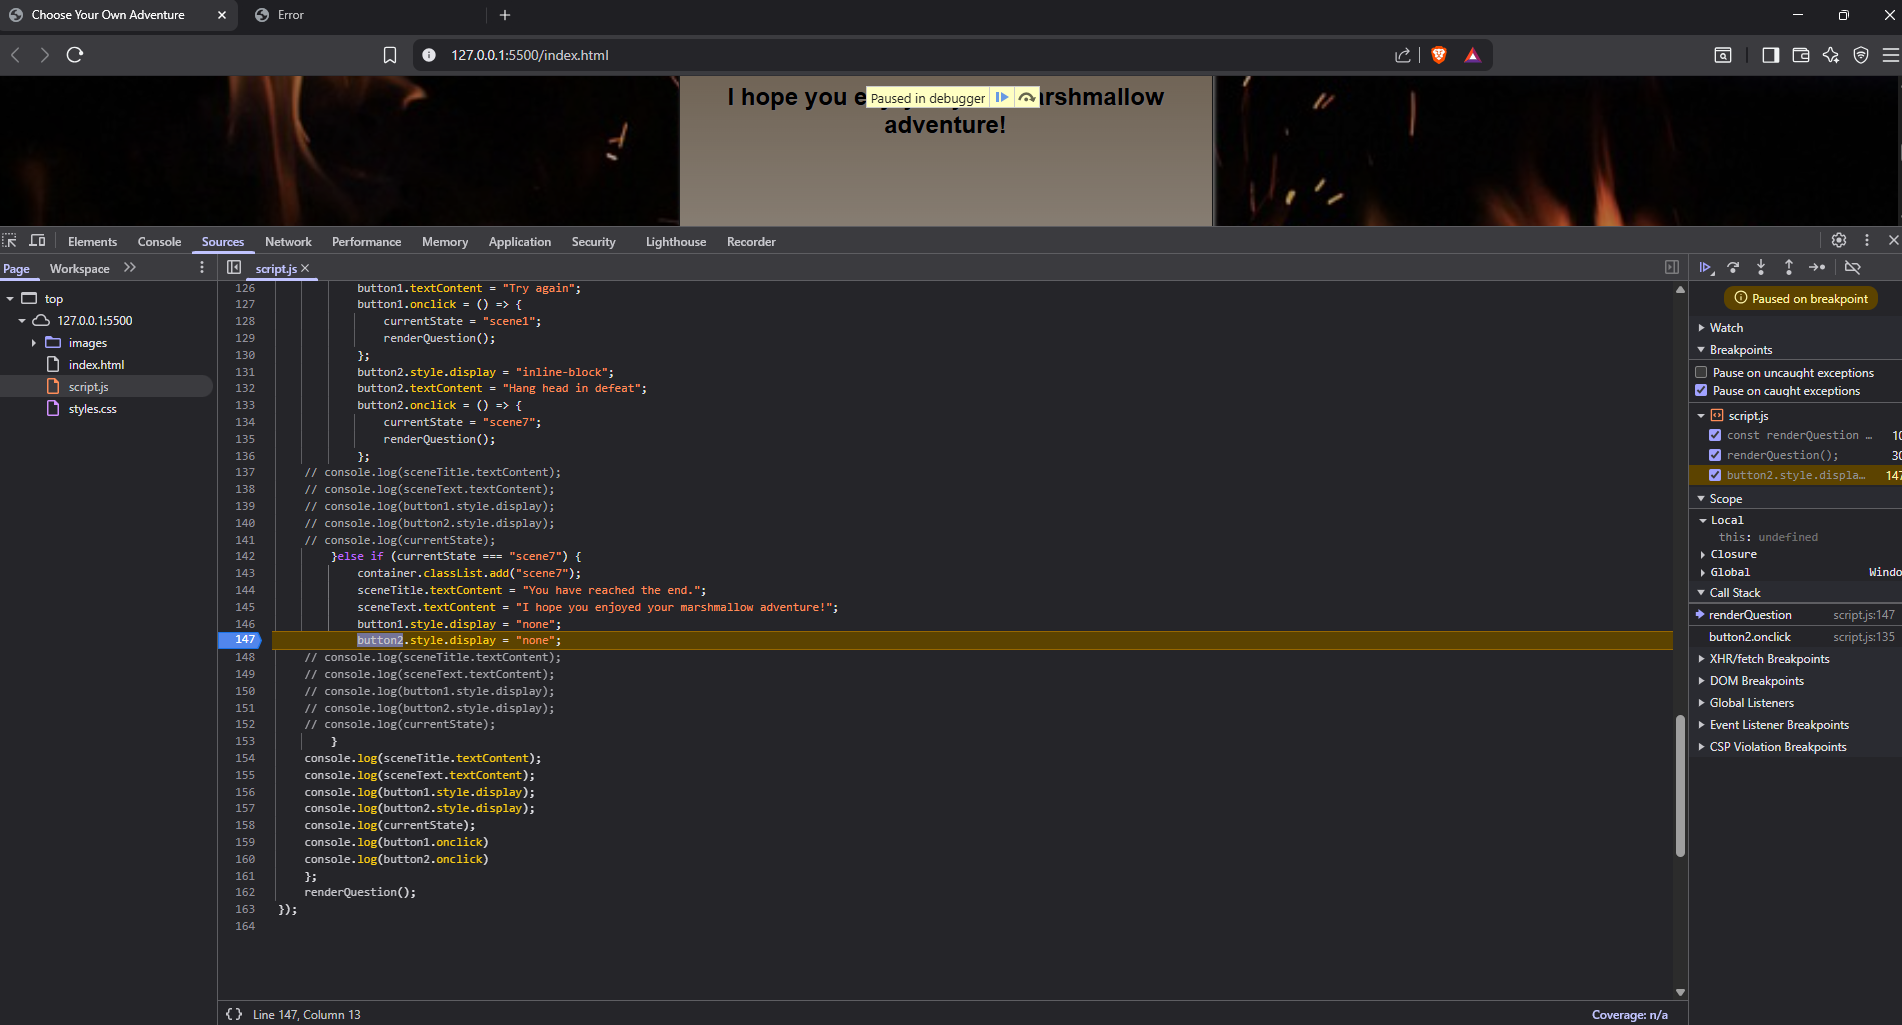 Choose Your Own Adventure
Error
127.0.0.1:5500/index.html
I hope you e
Paused in debugger
arshmallow
adventure!
Elements Console Sources Network Performance Memory Application Security Lighthouse Recorder
Page Workspace
script.js
top
127.0.0.1:5500
images
index.html
script.js
styles.css
126 button1.textContent = "Try again";
127 button1.onclick = () => {
128 currentState = "scene1";
129 renderQuestion();
130 };
131 button2.style.display = "inline-block";
132 button2.textContent = "Hang head in defeat";
133 button2.onclick = () => {
134 currentState = "scene7";
135 renderQuestion();
136 };
137 // console.log(sceneTitle.textContent);
138 // console.log(sceneText.textContent);
139 // console.log(button1.style.display);
140 // console.log(button2.style.display);
141 // console.log(currentState);
142 }else if (currentState === "scene7") {
143 container.classList.add("scene7");
144 sceneTitle.textContent = "You have reached the end.";
145 sceneText.textContent = "I hope you enjoyed your marshmallow adventure!";
146 button1.style.display = "none";
147 button2.style.display = "none";
148 // console.log(sceneTitle.textContent);
149 // console.log(sceneText.textContent);
150 // console.log(button1.style.display);
151 // console.log(button2.style.display);
152 // console.log(currentState);
153 }
154 console.log(sceneTitle.textContent);
155 console.log(sceneText.textContent);
156 console.log(button1.style.display);
157 console.log(button2.style.display);
158 console.log(currentState);
159 console.log(button1.onclick)
160 console.log(button2.onclick)
161 };
162 renderQuestion();
163 });
164
Line 147, Column 13
Coverage: n/a
Paused on breakpoint
Watch
Breakpoints
Pause on uncaught exceptions
Pause on caught exceptions
script.js
const renderQuestion … 10
renderQuestion(); 30
button2.style.displa… 147
Scope
Local
this: undefined
Closure
Global Windo
Call Stack
renderQuestion script.js:147
button2.onclick script.js:135
XHR/fetch Breakpoints
DOM Breakpoints
Global Listeners
Event Listener Breakpoints
CSP Violation Breakpoints